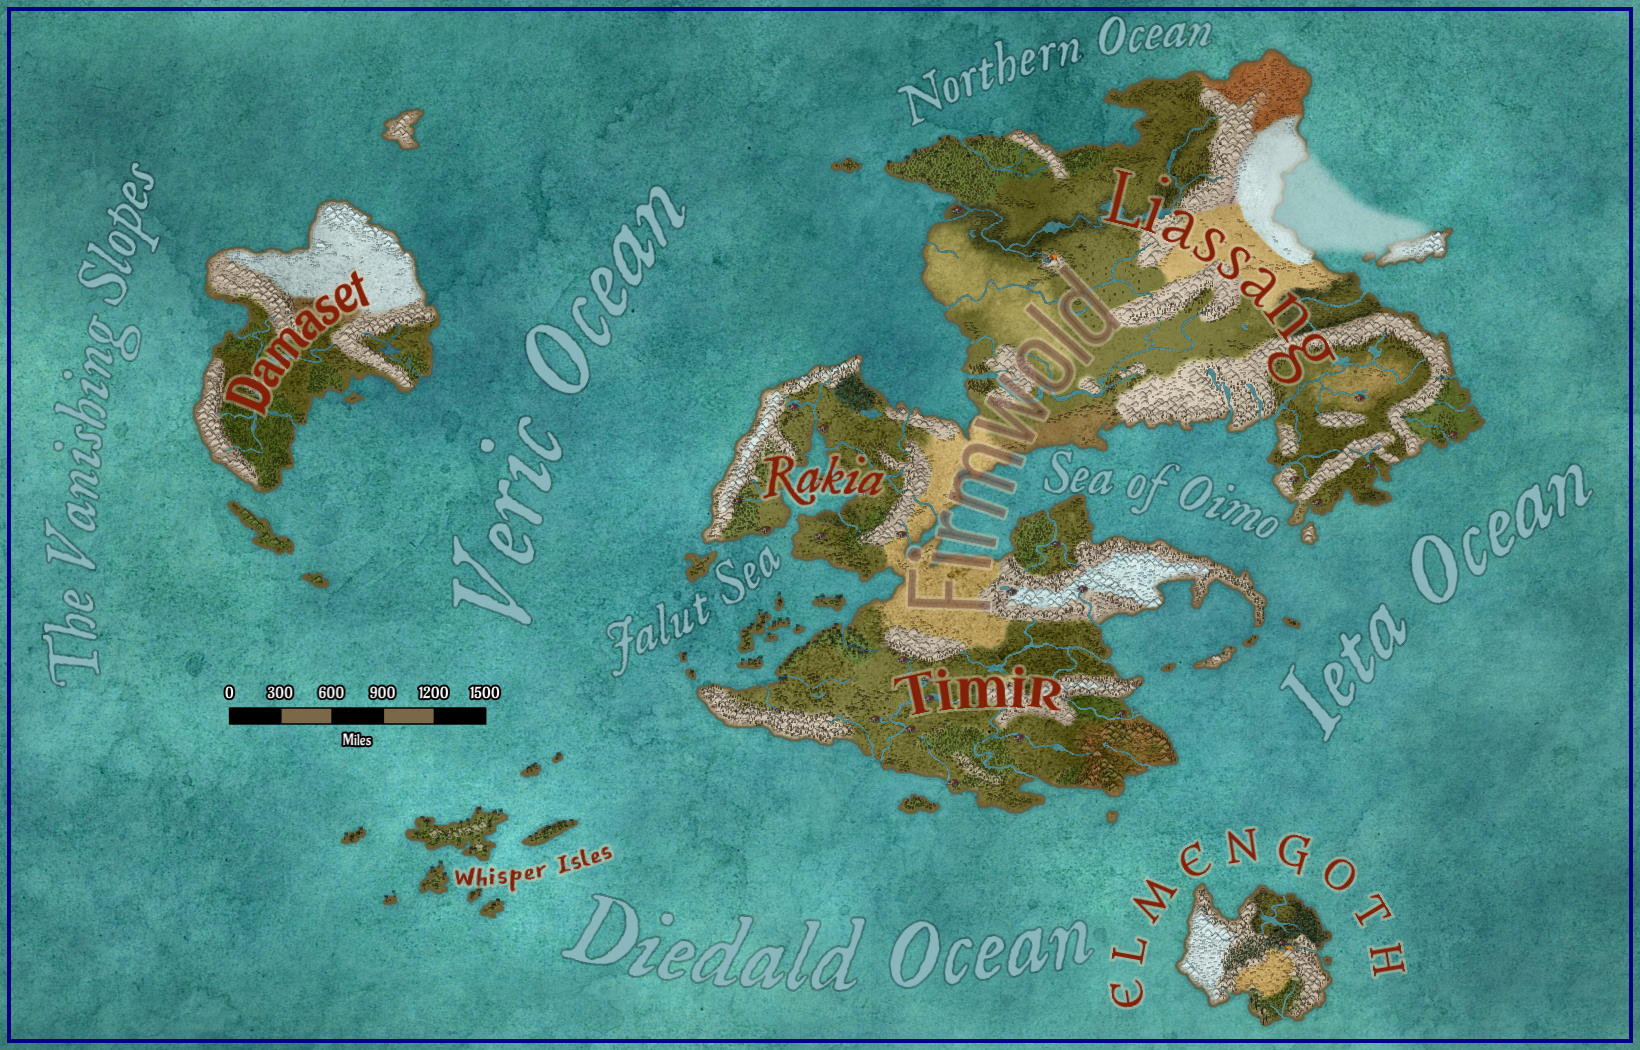 Northern Ocean
The Vanishing Slopes
Veric Ocean
Liassang
Damaset
Firmwold
Rakia
Sea of Oimo
Ieta Ocean
Falut Sea
Timir
0 300 600 900 1200 1500
Miles
Whisper Isles
ELMENGOTH
Diedald Ocean